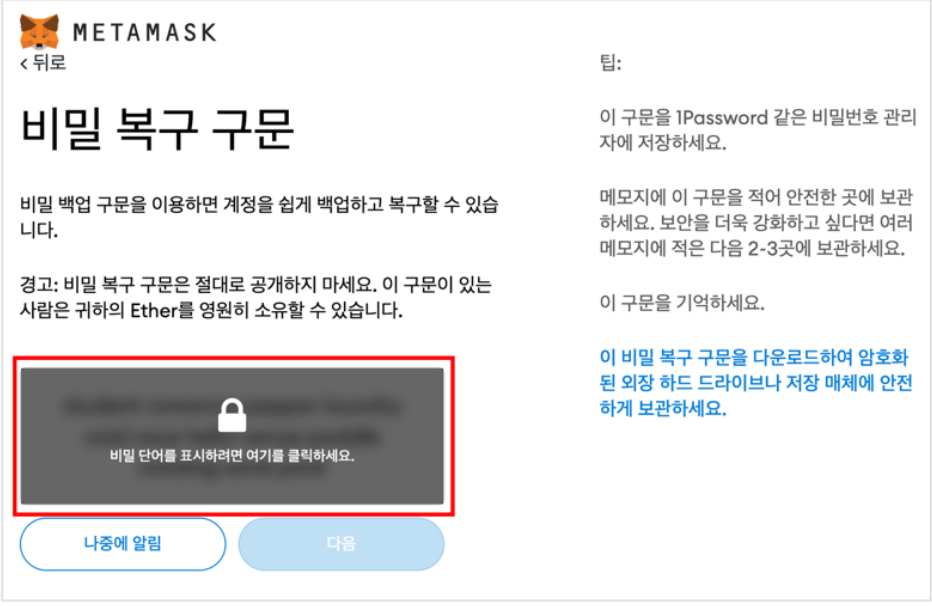 METAMASK
< 뒤로
비밀 복구 구문
비밀 백업 구문을 이용하면 계정을 쉽게 백업하고 복구할 수 있습
니다.
경고: 비밀 복구 구문은 절대로 공개하지 마세요. 이 구문이 있는
사람은 귀하의 Ether를 영원히 소유할 수 있습니다.
비밀 단어를 표시하려면 여기를 클릭하세요.
나중에 알림
다음
팁:
이 구문을 1Password 같은 비밀번호 관리
자에 저장하세요.
메모지에 이 구문을 적어 안전한 곳에 보관
하세요. 보안을 더욱 강화하고 싶다면 여러
메모지에 적은 다음 2-3곳에 보관하세요.
이 구문을 기억하세요.
이 비밀 복구 구문을 다운로드하여 암호화
된 외장 하드 드라이브나 저장 매체에 안전
하게 보관하세요.